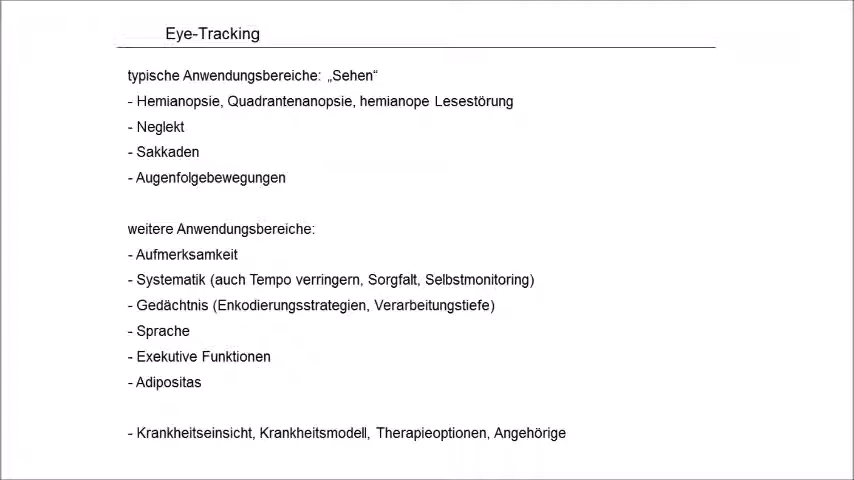 Eye-Tracking
typische Anwendungsbereiche: „Sehen“
- Hemianopsie, Quadrantenanopsie, hemianope Lesestörung
- Neglekt
- Sakkaden
- Augenfolgebewegungen
weitere Anwendungsbereiche:
- Aufmerksamkeit
- Systematik (auch Tempo verringern, Sorgfalt, Selbstmonitoring)
- Gedächtnis (Enkodierungsstrategien, Verarbeitungstiefe)
- Sprache
- Exekutive Funktionen
- Adipositas
- Krankheitseinsicht, Krankheitsmodell, Therapieoptionen, Angehörige